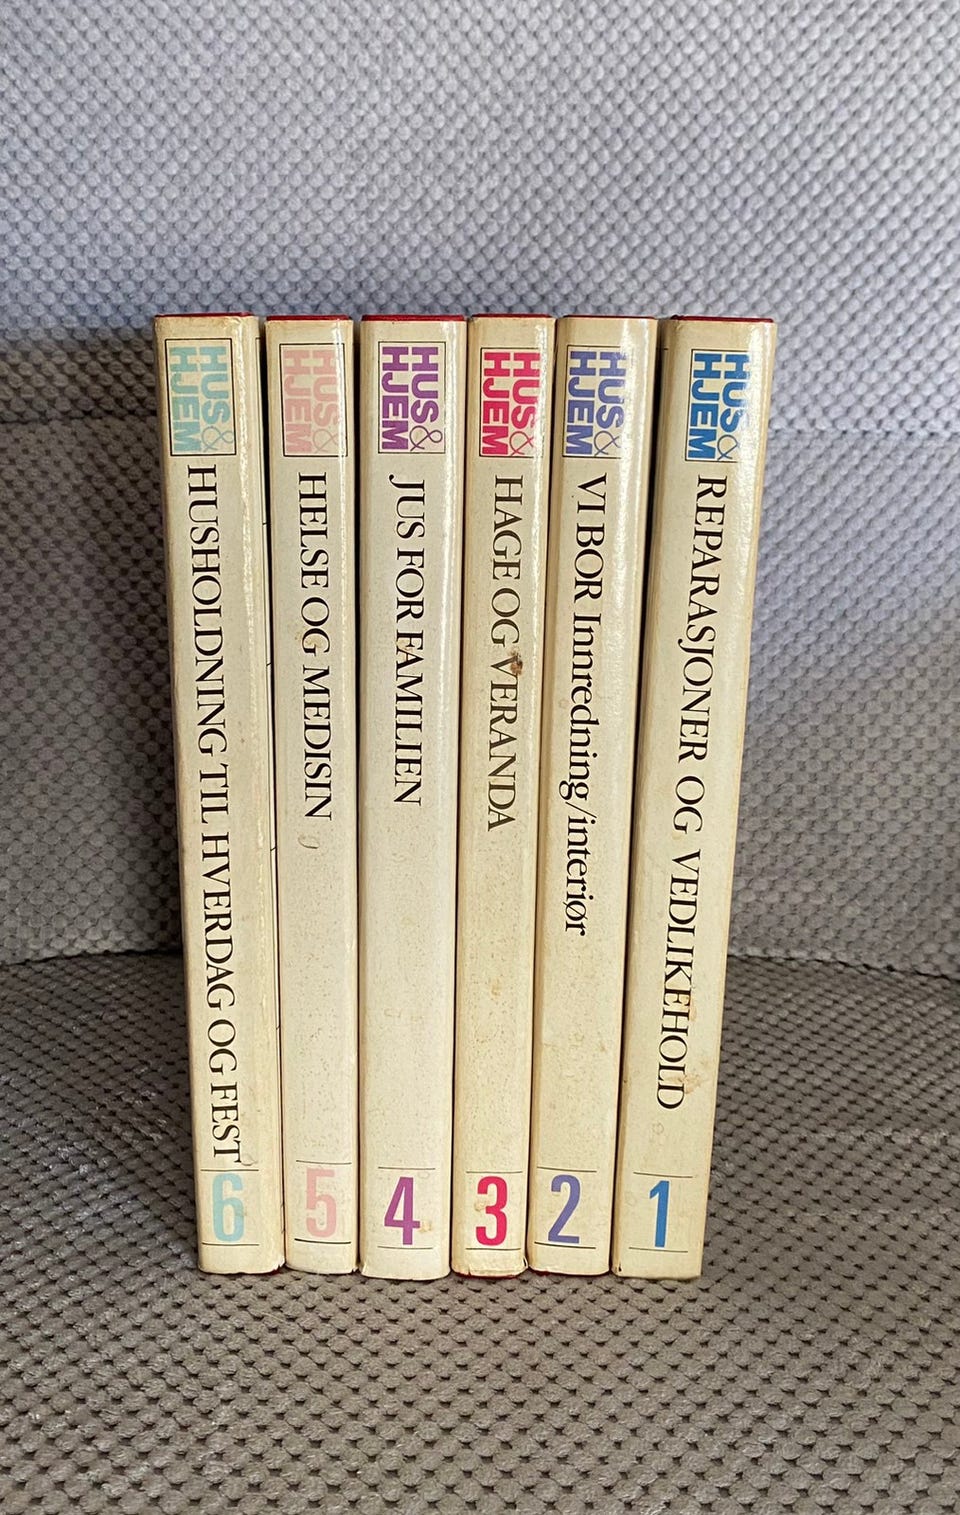 HUS &
HJEM
HUSHOLDNING TIL HVERDAG OG FEST
6
HUS &
HJEM
HELSE OG MEDISIN
5
HUS &
HJEM
JUS FOR FAMILIEN
4
HUS &
HJEM
HAGE OG VERANDA
3
HUS &
HJEM
VI BOR Innredning/interiør
2
HUS &
HJEM
REPARASJONER OG VEDLIKEHOLD
1